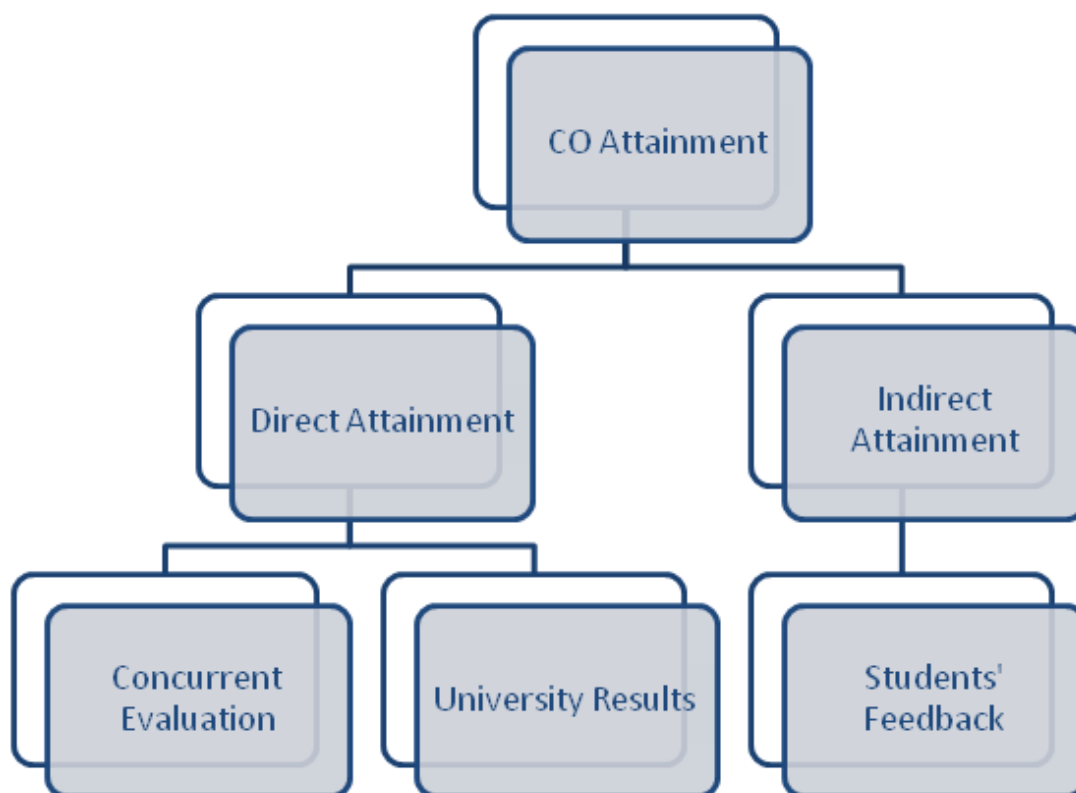 CO Attainment
Direct Attainment
Indirect
Attainment
Concurrent
Evaluation
University Results
Students'
Feedback